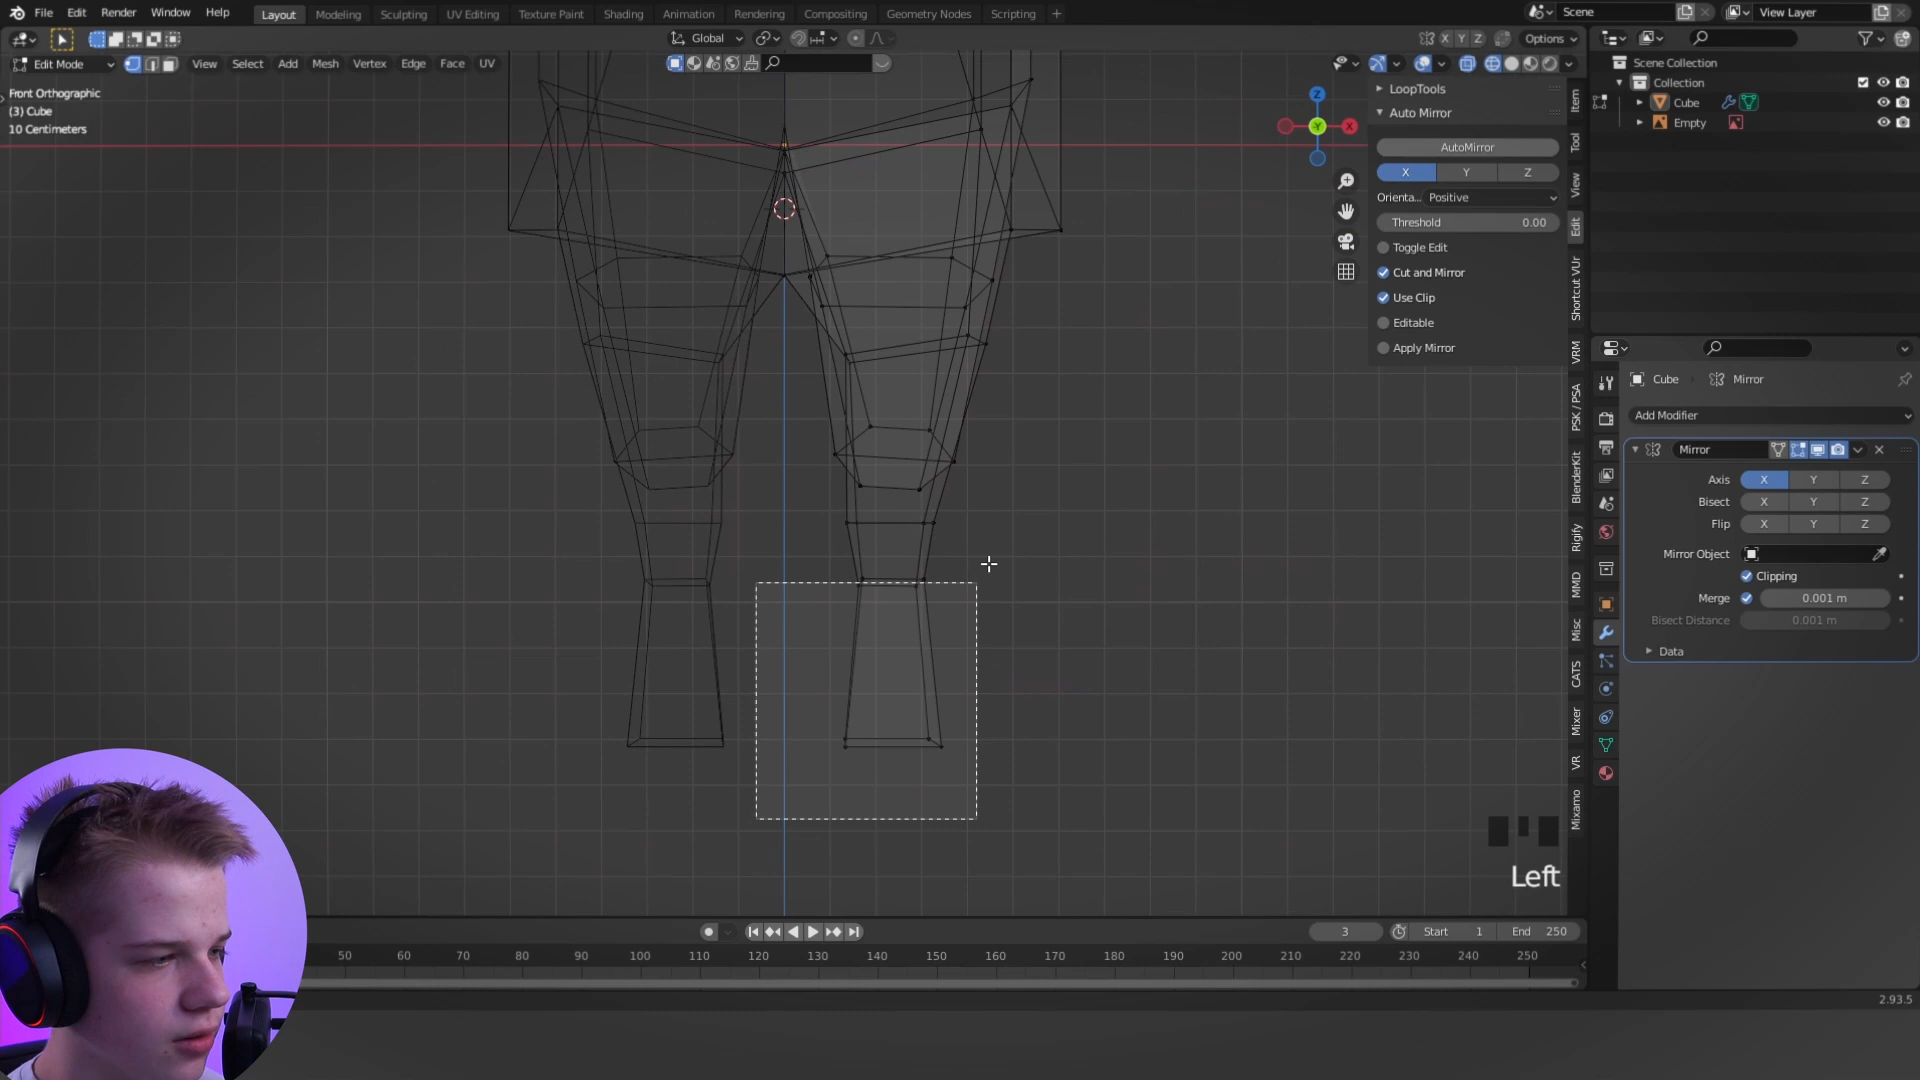 File Edit Render Window Help
Layout Modeling Sculpting UV Editing Texture Paint Shading Animation Rendering Compositing Geometry Nodes Scripting +
Scene
View Layer
Global
X Y Z
Options
Edit Mode
View Select Add Mesh Vertex Edge Face UV
Front Orthographic
(3) Cube
10 Centimeters
Z
Y
X
LoopTools
Auto Mirror
AutoMirror
X Y Z
Orienta... Positive
Threshold 0.00
Toggle Edit
Cut and Mirror
Use Clip
Editable
Apply Mirror
Item
Tool
View
Edit
Shortcut VUr
VRM
PSK / PSA
BlenderKit
Rigify
MMD
Misc
CATS
Mixer
VR
Mixamo
Scene Collection
Collection
Cube
Empty
Cube Mirror
Add Modifier
Mirror
Axis X Y Z
Bisect X Y Z
Flip X Y Z
Mirror Object
Clipping
Merge 0.001 m
Bisect Distance 0.001 m
Data
Left
3 Start 1 End 250
50 60 70 80 90 100 110 120 130 140 150 160 170 180 190 200 210 220 230 240 250
2.93.5